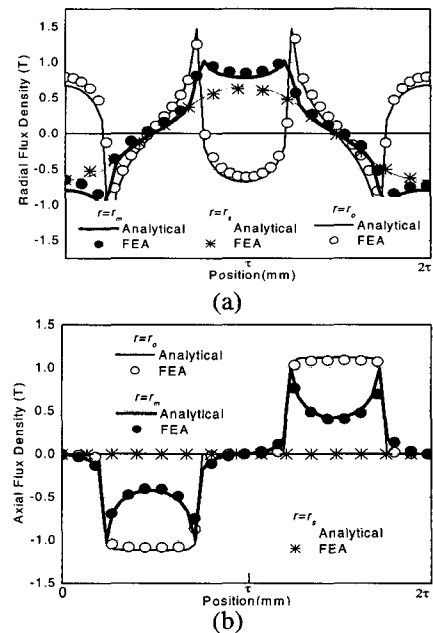 Radial Flux Density (T)
1.5
1.0
0.5
0.0
-0.5
-1.0
-1.5
r=rm r=rs r=ro
Analytical Analytical Analytical
FEA FEA FEA
τ 2τ
Position(mm)
(a)
Axial Flux Density (T)
1.5
1.0
0.5
0.0
-0.5
-1.0
-1.5
r=ro
Analytical
FEA
r=rm
Analytical
FEA
r=rs
Analytical
FEA
0 τ 2τ
Position(mm)
(b)